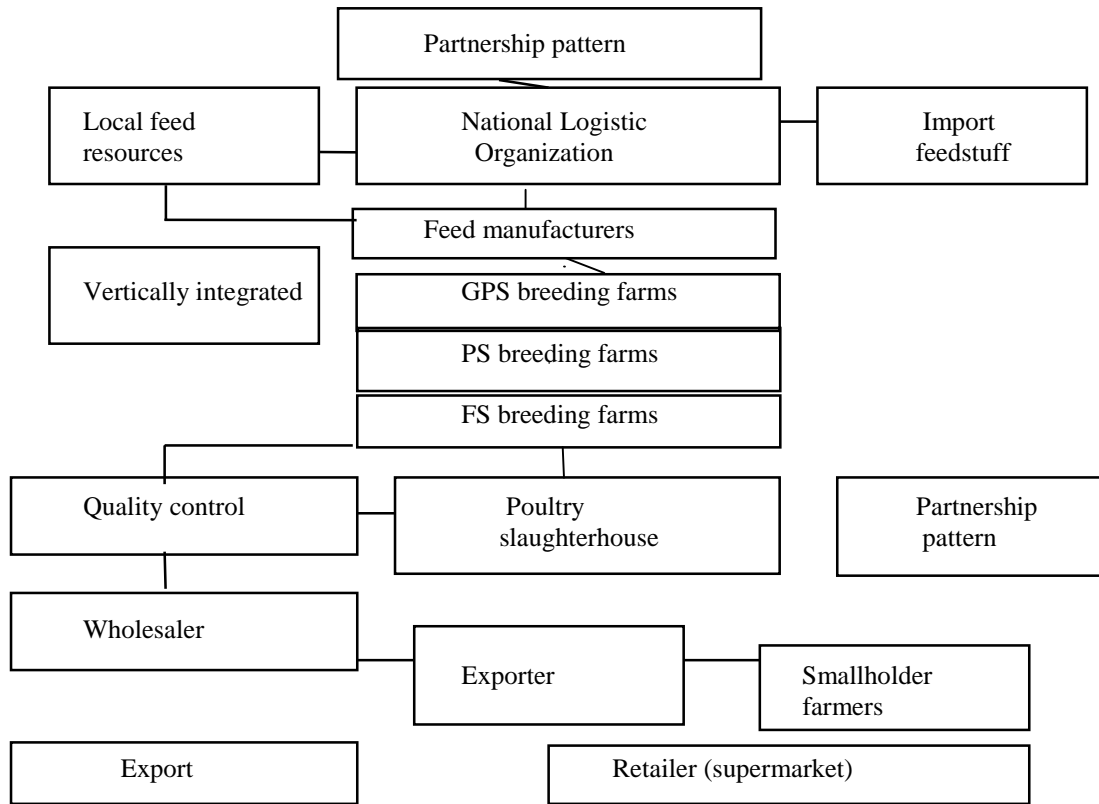 Partnership pattern
Local feed
resources
National Logistic
Organization
Import
feedstuff
Feed manufacturers
Vertically integrated
GPS breeding farms
PS breeding farms
FS breeding farms
Quality control
Poultry
slaughterhouse
Partnership
pattern
Wholesaler
Exporter
Smallholder
farmers
Export
Retailer (supermarket)